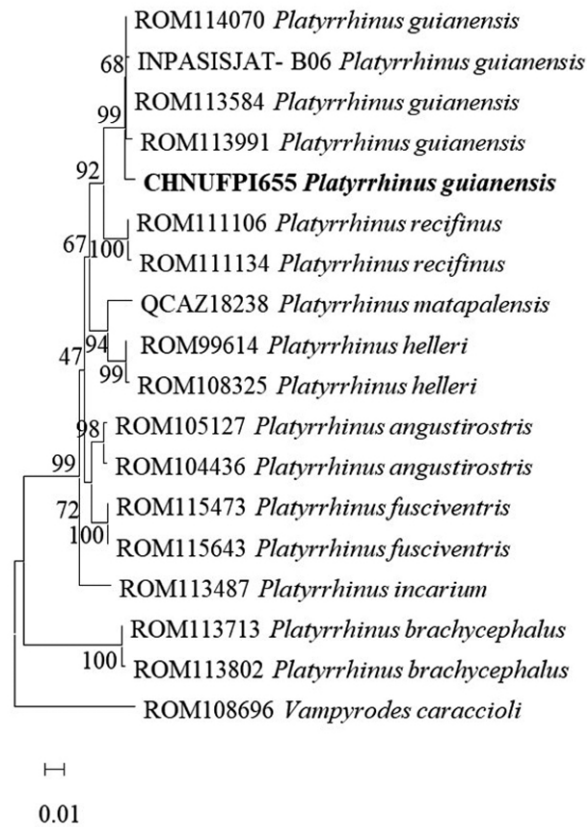 ROM114070 Platyrrhinus guianensis
68 INPASISJAT- B06 Platyrrhinus guianensis
99 ROM113584 Platyrrhinus guianensis
ROM113991 Platyrrhinus guianensis
92 CHNUFPI655 Platyrrhinus guianensis
ROM111106 Platyrrhinus recifinus
67 100 ROM111134 Platyrrhinus recifinus
QCAZ18238 Platyrrhinus matapalensis
94 ROM99614 Platyrrhinus helleri
47 99 ROM108325 Platyrrhinus helleri
98 ROM105127 Platyrrhinus angustirostris
99 ROM104436 Platyrrhinus angustirostris
72 ROM115473 Platyrrhinus fusciventris
100 ROM115643 Platyrrhinus fusciventris
ROM113487 Platyrrhinus incarium
ROM113713 Platyrrhinus brachycephalus
100 ROM113802 Platyrrhinus brachycephalus
ROM108696 Vampyrodes caraccioli
0.01